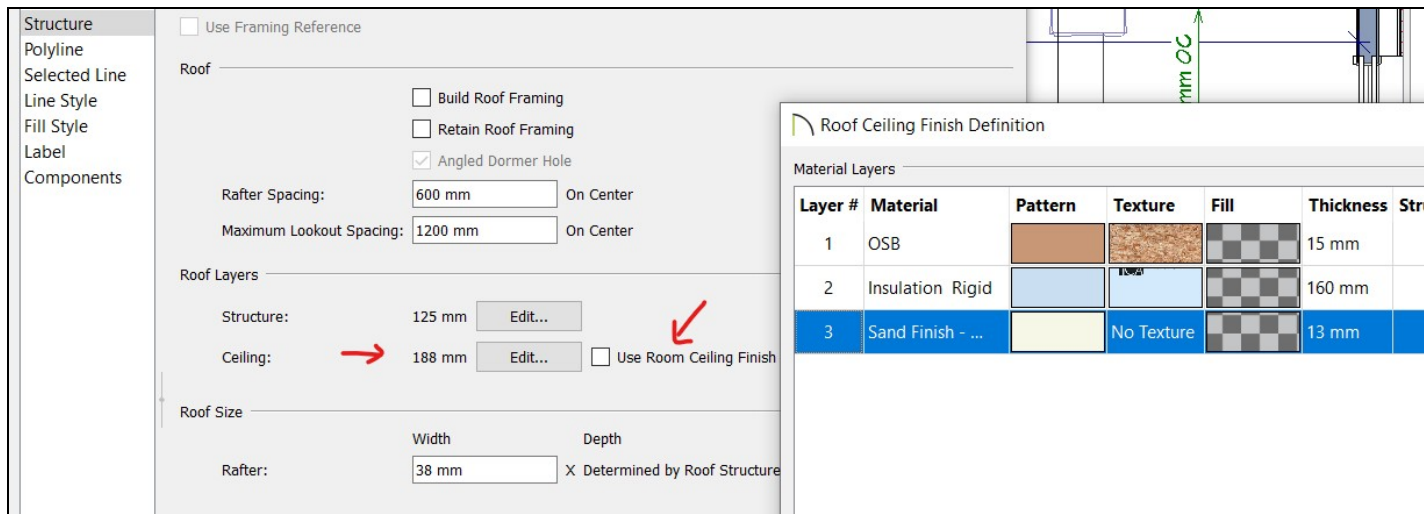 Structure
Polyline
Selected Line
Line Style
Fill Style
Label
Components
Use Framing Reference
Roof
Build Roof Framing
Retain Roof Framing
Angled Dormer Hole
Rafter Spacing: 600 mm On Center
Maximum Lookout Spacing: 1200 mm On Center
Roof Layers
Structure: 125 mm Edit...
Ceiling: 188 mm Edit... Use Room Ceiling Finish
Roof Size
Width Depth
Rafter: 38 mm X Determined by Roof Structure
mm OC
Roof Ceiling Finish Definition
Material Layers
Layer # Material Pattern Texture Fill Thickness Stru
1 OSB 15 mm
2 Insulation Rigid 160 mm
3 Sand Finish - ... No Texture 13 mm